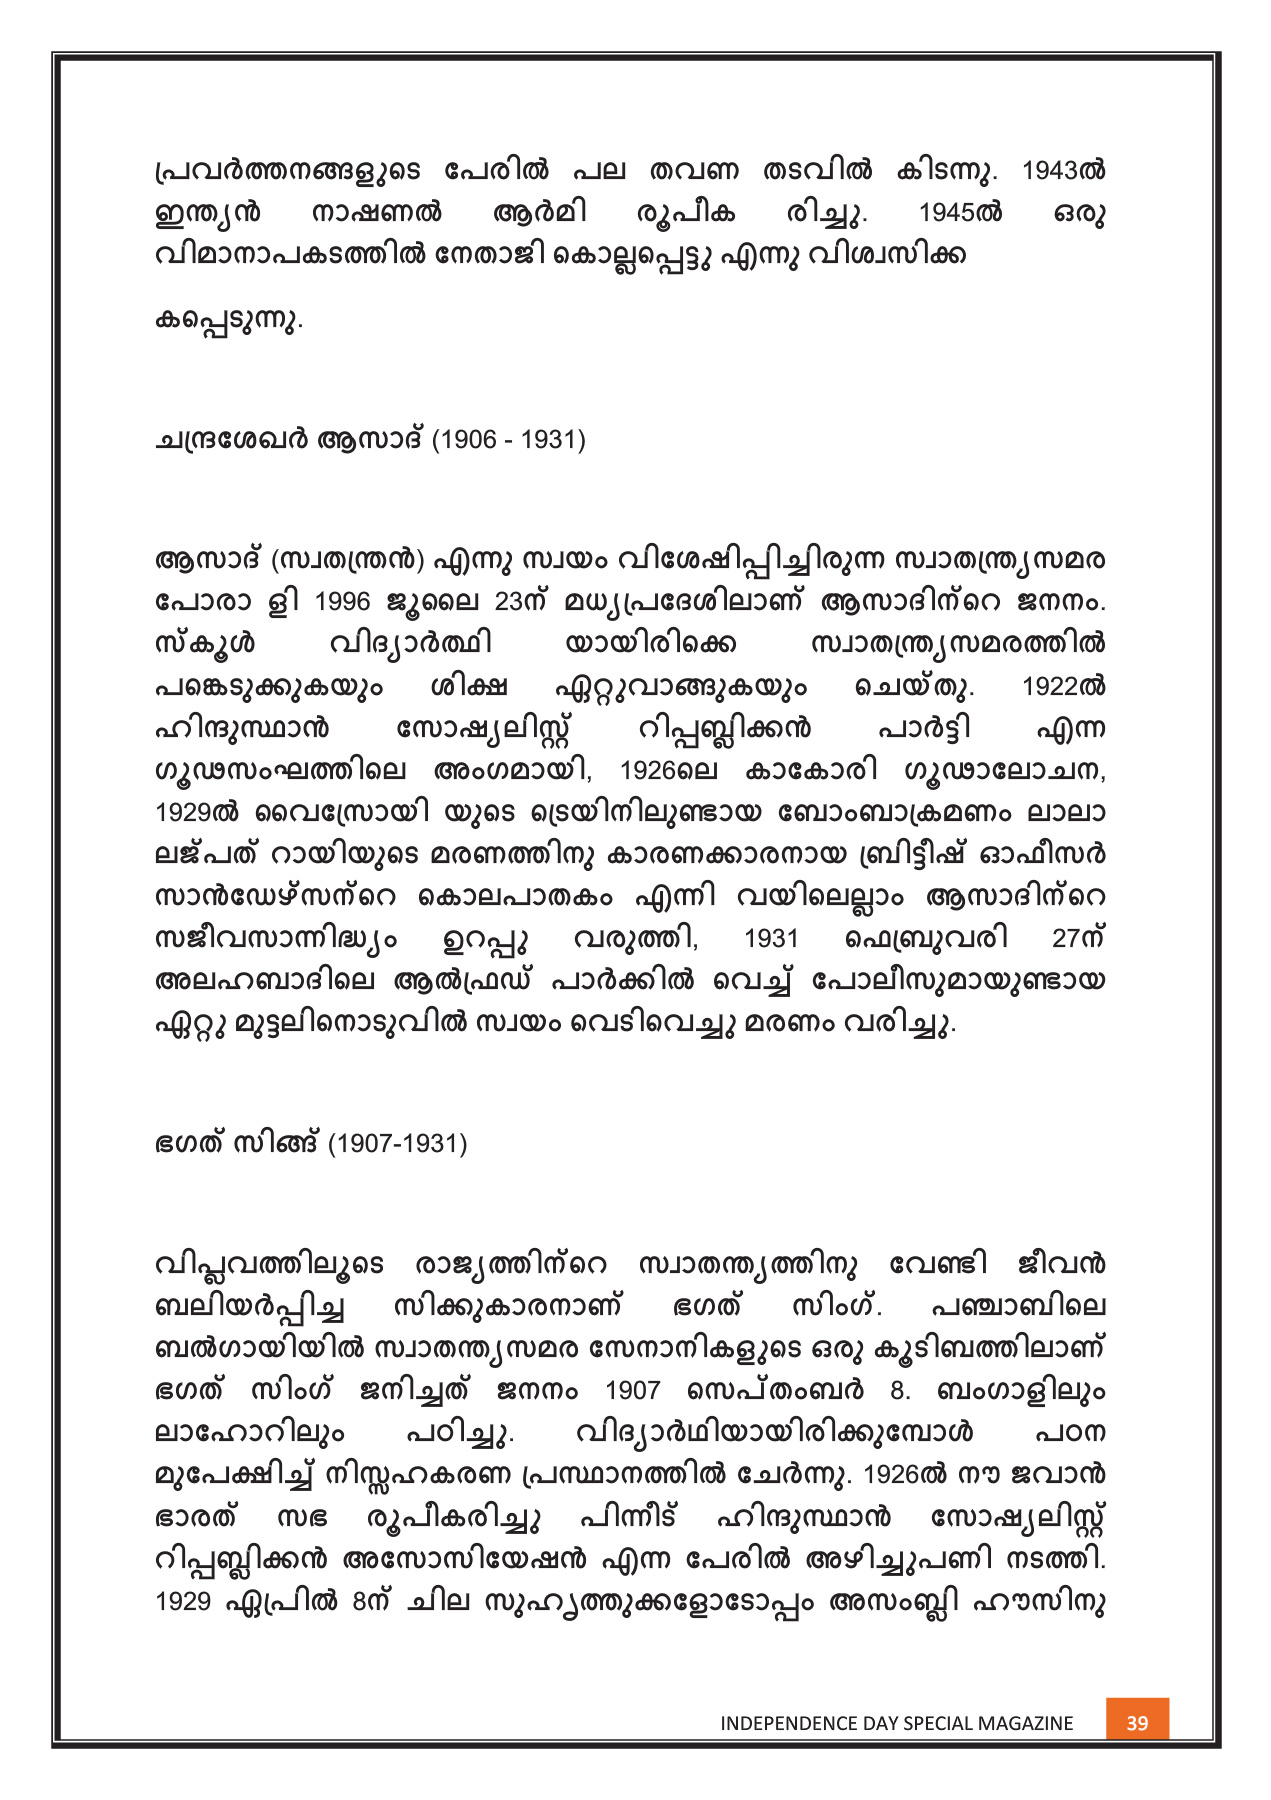 പ്രവർത്തനങ്ങളുടെ പേരിൽ പല തവണ തടവിൽ കിടന്നു. 1943ൽ
ഇന്ത്യൻ നാഷണൽ ആർമി രൂപീക രിച്ചു. 1945ൽ ഒരു
വിമാനാപകടത്തിൽ നേതാജി കൊല്ലപ്പെട്ടു എന്നു വിശ്വസിക്ക
കപ്പെടുന്നു.
ചന്ദ്രശേഖർ ആസാദ് (1906 - 1931)
ആസാദ് (സ്വതന്ത്രൻ) എന്നു സ്വയം വിശേഷിപ്പിച്ചിരുന്ന സ്വാതന്ത്ര്യസമര
പോരാ ളി 1996 ജൂലൈ 23ന് മധ്യപ്രദേശിലാണ് ആസാദിന്റെ ജനനം.
സ്കൂൾ വിദ്യാർത്ഥി യായിരിക്കെ സ്വാതന്ത്ര്യസമരത്തിൽ
പങ്കെടുക്കുകയും ശിക്ഷ ഏറ്റുവാങ്ങുകയും ചെയ്തു. 1922ൽ
ഹിന്ദുസ്ഥാൻ സോഷ്യലിസ്റ്റ് റിപ്പബ്ലിക്കൻ പാർട്ടി എന്ന
ഗൂഢസംഘത്തിലെ അംഗമായി, 1926ലെ കാകോരി ഗൂഢാലോചന,
1929ൽ വൈസ്രോയി യുടെ ട്രെയിനിലുണ്ടായ ബോംബാക്രമണം ലാലാ
ലജ്പത് റായിയുടെ മരണത്തിനു കാരണക്കാരനായ ബ്രിട്ടീഷ് ഓഫീസർ
സാൻഡേഴ്സന്റെ കൊലപാതകം എന്നി വയിലെല്ലാം ആസാദിന്റെ
സജീവസാന്നിദ്ധ്യം ഉറപ്പു വരുത്തി, 1931 ഫെബ്രുവരി 27ന്
അലഹബാദിലെ ആൽഫ്രഡ് പാർക്കിൽ വെച്ച് പോലീസുമായുണ്ടായ
ഏറ്റു മുട്ടലിനൊടുവിൽ സ്വയം വെടിവെച്ചു മരണം വരിച്ചു.
ഭഗത് സിങ്ങ് (1907-1931)
വിപ്ലവത്തിലൂടെ രാജ്യത്തിന്റെ സ്വാതന്ത്യത്തിനു വേണ്ടി ജീവൻ
ബലിയർപ്പിച്ച സിക്കുകാരനാണ് ഭഗത് സിംഗ്. പഞ്ചാബിലെ
ബൽഗായിയിൽ സ്വാതന്ത്യസമര സേനാനികളുടെ ഒരു കൂടിബത്തിലാണ്
ഭഗത് സിംഗ് ജനിച്ചത് ജനനം 1907 സെപ്തംബർ 8. ബംഗാളിലും
ലാഹോറിലും പഠിച്ചു. വിദ്യാർഥിയായിരിക്കുമ്പോൾ പഠന
മുപേക്ഷിച്ച് നിസ്സഹകരണ പ്രസ്ഥാനത്തിൽ ചേർന്നു. 1926ൽ നൗ ജവാൻ
ഭാരത് സഭ രൂപീകരിച്ചു പിന്നീട് ഹിന്ദുസ്ഥാൻ സോഷ്യലിസ്റ്റ്
റിപ്പബ്ലിക്കൻ അസോസിയേഷൻ എന്ന പേരിൽ അഴിച്ചുപണി നടത്തി.
1929 ഏപ്രിൽ 8ന് ചില സുഹൃത്തുക്കളോടോപ്പം അസംബ്ലി ഹൗസിനു
INDEPENDENCE DAY SPECIAL MAGAZINE 39